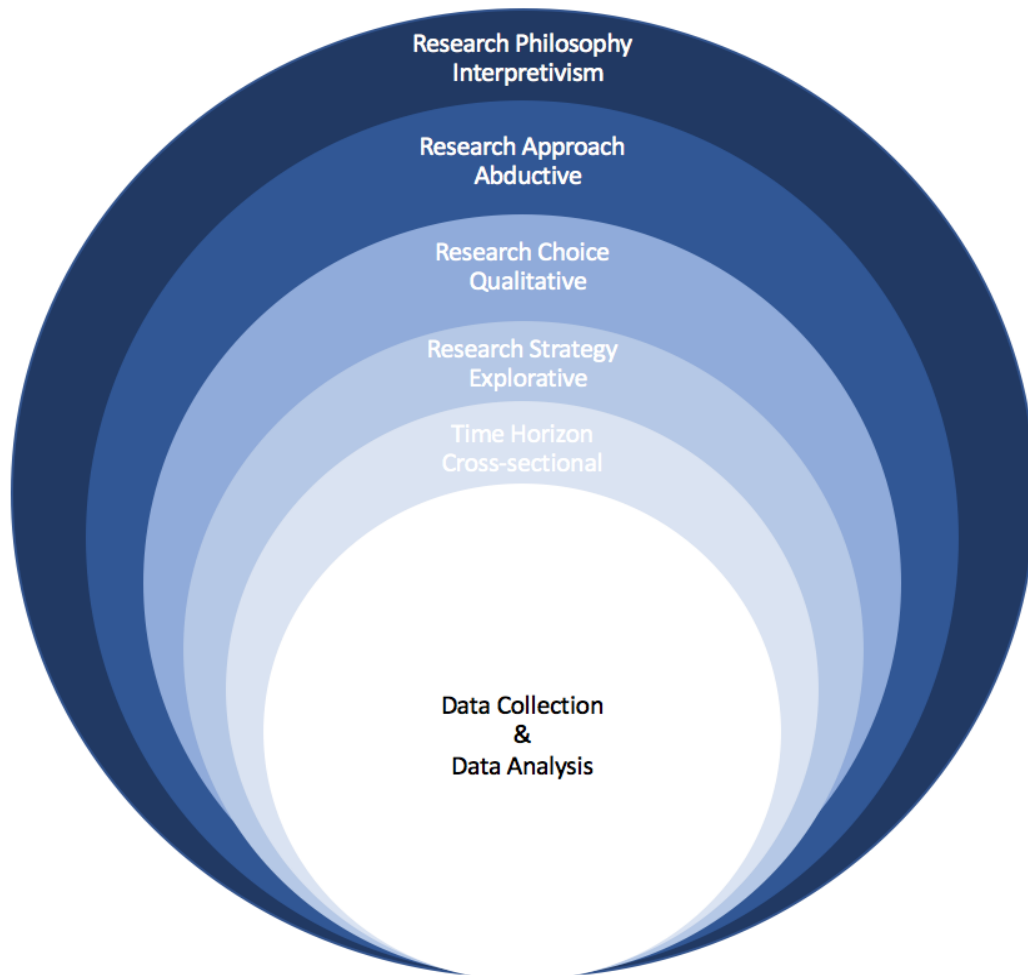 Research Philosophy
Interpretivism
Research Approach
Abductive
Research Choice
Qualitative
Research Strategy
Explorative
Time Horizon
Cross-sectional
Data Collection
&
Data Analysis